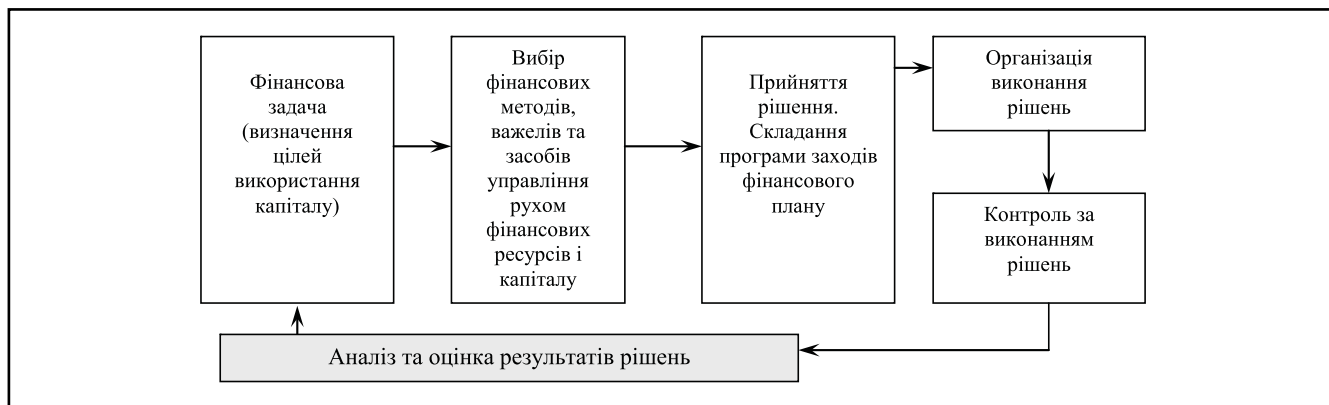 Фінансова
задача
(визначення
цілей
використання
капіталу)
Вибір
фінансових
методів,
важелів та
засобів
управління
рухом
фінансових
ресурсів і
капіталу
Прийняття
рішення.
Складання
програми заходів
фінансового
плану
Організація
виконання
рішень
Контроль за
виконанням
рішень
Аналіз та оцінка результатів рішень